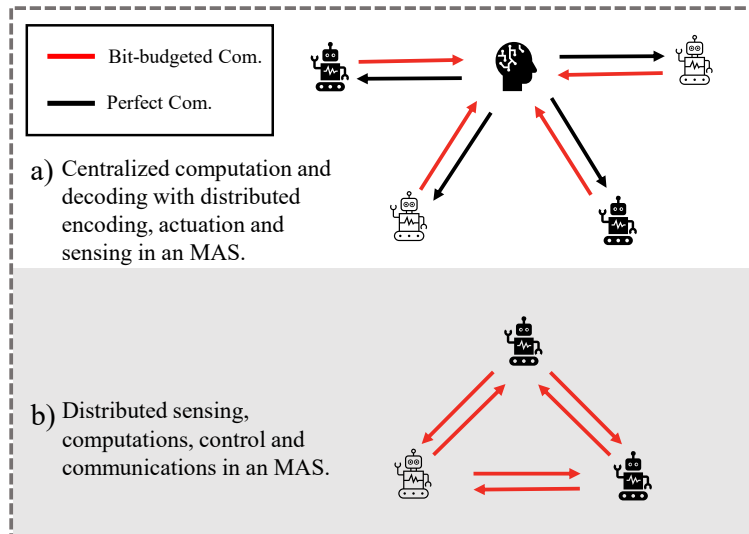 Bit-budgeted Com.
Perfect Com.
a) Centralized computation and
decoding with distributed
encoding, actuation and
sensing in an MAS.
b) Distributed sensing,
computations, control and
communications in an MAS.